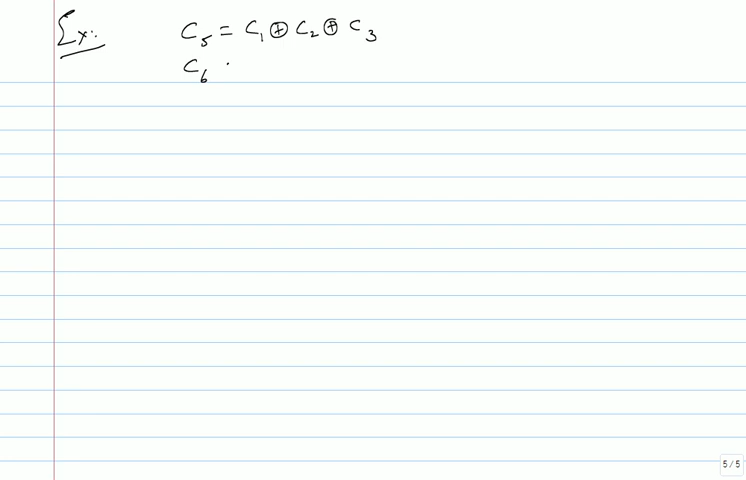 Ex:
C₅ = C₁ ⊕ C₂ ⊕ C₃
C₆
5 / 5